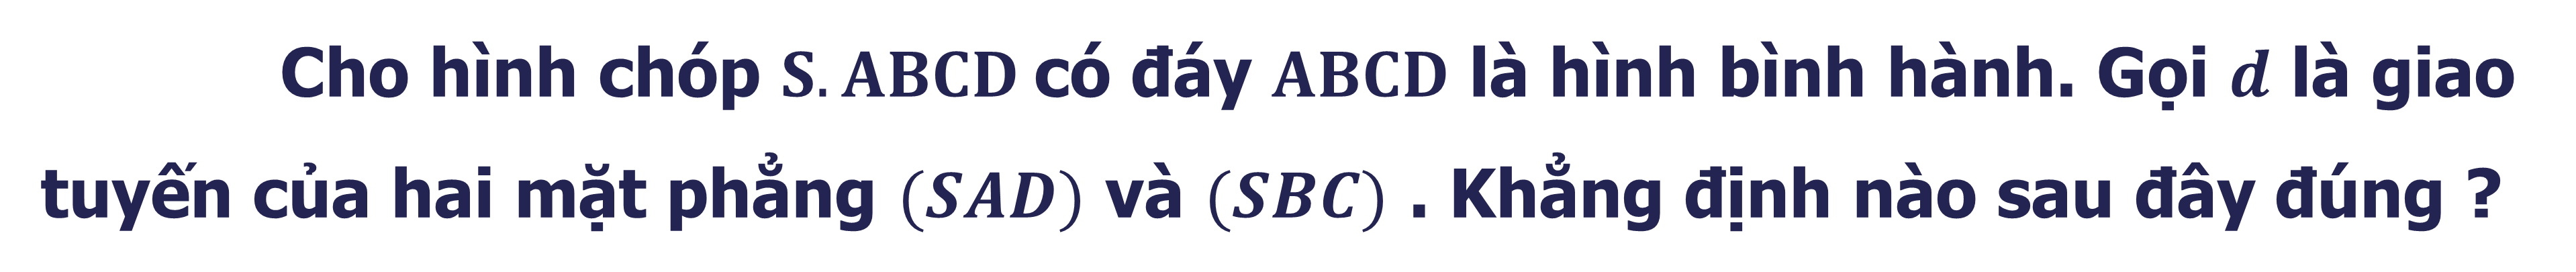 Cho hình chóp S. ABCD có đáy ABCD là hình bình hành. Gọi d là giao
tuyến của hai mặt phẳng (SAD) và (SBC) . Khẳng định nào sau đây đúng ?